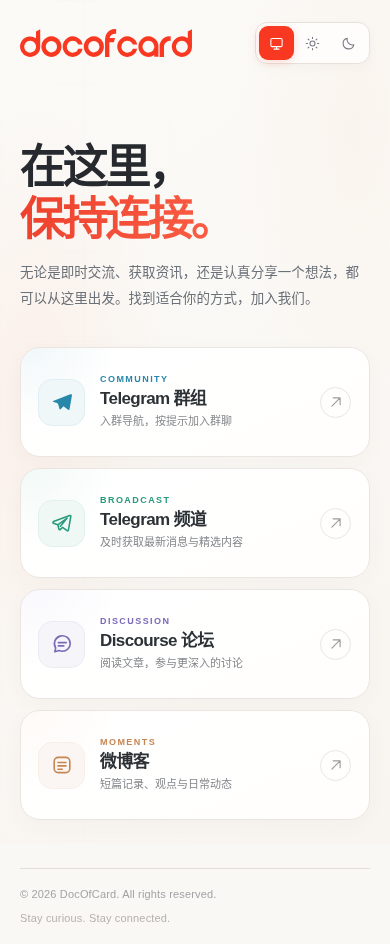 docofcard
在这里，
保持连接。
无论是即时交流、获取资讯，还是认真分享一个想法，都
可以从这里出发。找到适合你的方式，加入我们。
COMMUNITY
Telegram 群组
入群导航，按提示加入群聊
BROADCAST
Telegram 频道
及时获取最新消息与精选内容
DISCUSSION
Discourse 论坛
阅读文章，参与更深入的讨论
MOMENTS
微博客
短篇记录、观点与日常动态
© 2026 DocOfCard. All rights reserved.
Stay curious. Stay connected.